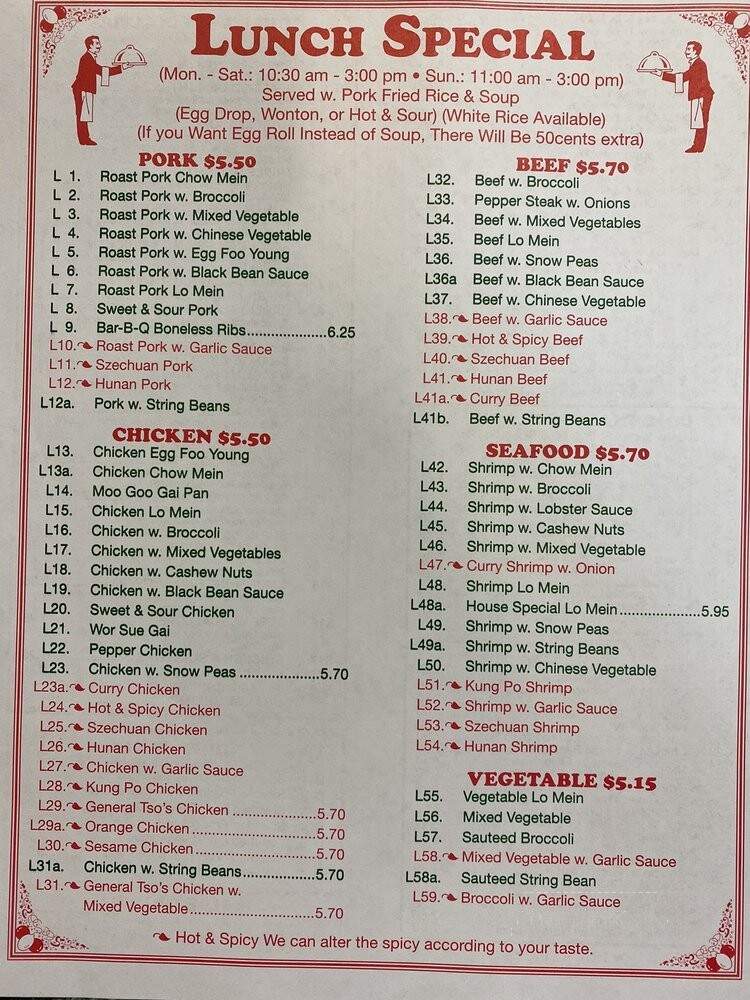 LUNCH SPECIAL
(Mon. - Sat.: 10:30 am - 3:00 pm • Sun.: 11:00 am - 3:00 pm)
Served w. Pork Fried Rice & Soup
(Egg Drop, Wonton, or Hot & Sour) (White Rice Available)
(If you Want Egg Roll Instead of Soup, There Will Be 50cents extra)
PORK $5.50
L 1. Roast Pork Chow Mein
L 2. Roast Pork w. Broccoli
L 3. Roast Pork w. Mixed Vegetable
L 4. Roast Pork w. Chinese Vegetable
L 5. Roast Pork w. Egg Foo Young
L 6. Roast Pork w. Black Bean Sauce
L 7. Roast Pork Lo Mein
L 8. Sweet & Sour Pork
L 9. Bar-B-Q Boneless Ribs....................6.25
L10. Roast Pork w. Garlic Sauce
L11. Szechuan Pork
L12. Hunan Pork
L12a. Pork w. String Beans
CHICKEN $5.50
L13. Chicken Egg Foo Young
L13a. Chicken Chow Mein
L14. Moo Goo Gai Pan
L15. Chicken Lo Mein
L16. Chicken w. Broccoli
L17. Chicken w. Mixed Vegetables
L18. Chicken w. Cashew Nuts
L19. Chicken w. Black Bean Sauce
L20. Sweet & Sour Chicken
L21. Wor Sue Gai
L22. Pepper Chicken
L23. Chicken w. Snow Peas ....................5.70
L23a. Curry Chicken
L24. Hot & Spicy Chicken
L25. Szechuan Chicken
L26. Hunan Chicken
L27. Chicken w. Garlic Sauce
L28. Kung Po Chicken
L29. General Tso's Chicken ....................5.70
L29a. Orange Chicken..............................5.70
L30. Sesame Chicken.............................5.70
L31a. Chicken w. String Beans..................5.70
L31. General Tso's Chicken w.
Mixed Vegetable...............................5.70
BEEF $5.70
L32. Beef w. Broccoli
L33. Pepper Steak w. Onions
L34. Beef w. Mixed Vegetables
L35. Beef Lo Mein
L36. Beef w. Snow Peas
L36a Beef w. Black Bean Sauce
L37. Beef w. Chinese Vegetable
L38. Beef w. Garlic Sauce
L39. Hot & Spicy Beef
L40. Szechuan Beef
L41. Hunan Beef
L41a. Curry Beef
L41b. Beef w. String Beans
SEAFOOD $5.70
L42. Shrimp w. Chow Mein
L43. Shrimp w. Broccoli
L44. Shrimp w. Lobster Sauce
L45. Shrimp w. Cashew Nuts
L46. Shrimp w. Mixed Vegetable
L47. Curry Shrimp w. Onion
L48. Shrimp Lo Mein
L48a. House Special Lo Mein....................5.95
L49. Shrimp w. Snow Peas
L49a. Shrimp w. String Beans
L50. Shrimp w. Chinese Vegetable
L51. Kung Po Shrimp
L52. Shrimp w. Garlic Sauce
L53. Szechuan Shrimp
L54. Hunan Shrimp
VEGETABLE $5.15
L55. Vegetable Lo Mein
L56. Mixed Vegetable
L57. Sauteed Broccoli
L58. Mixed Vegetable w. Garlic Sauce
L58a. Sauteed String Bean
L59. Broccoli w. Garlic Sauce
Hot & Spicy We can alter the spicy according to your taste.